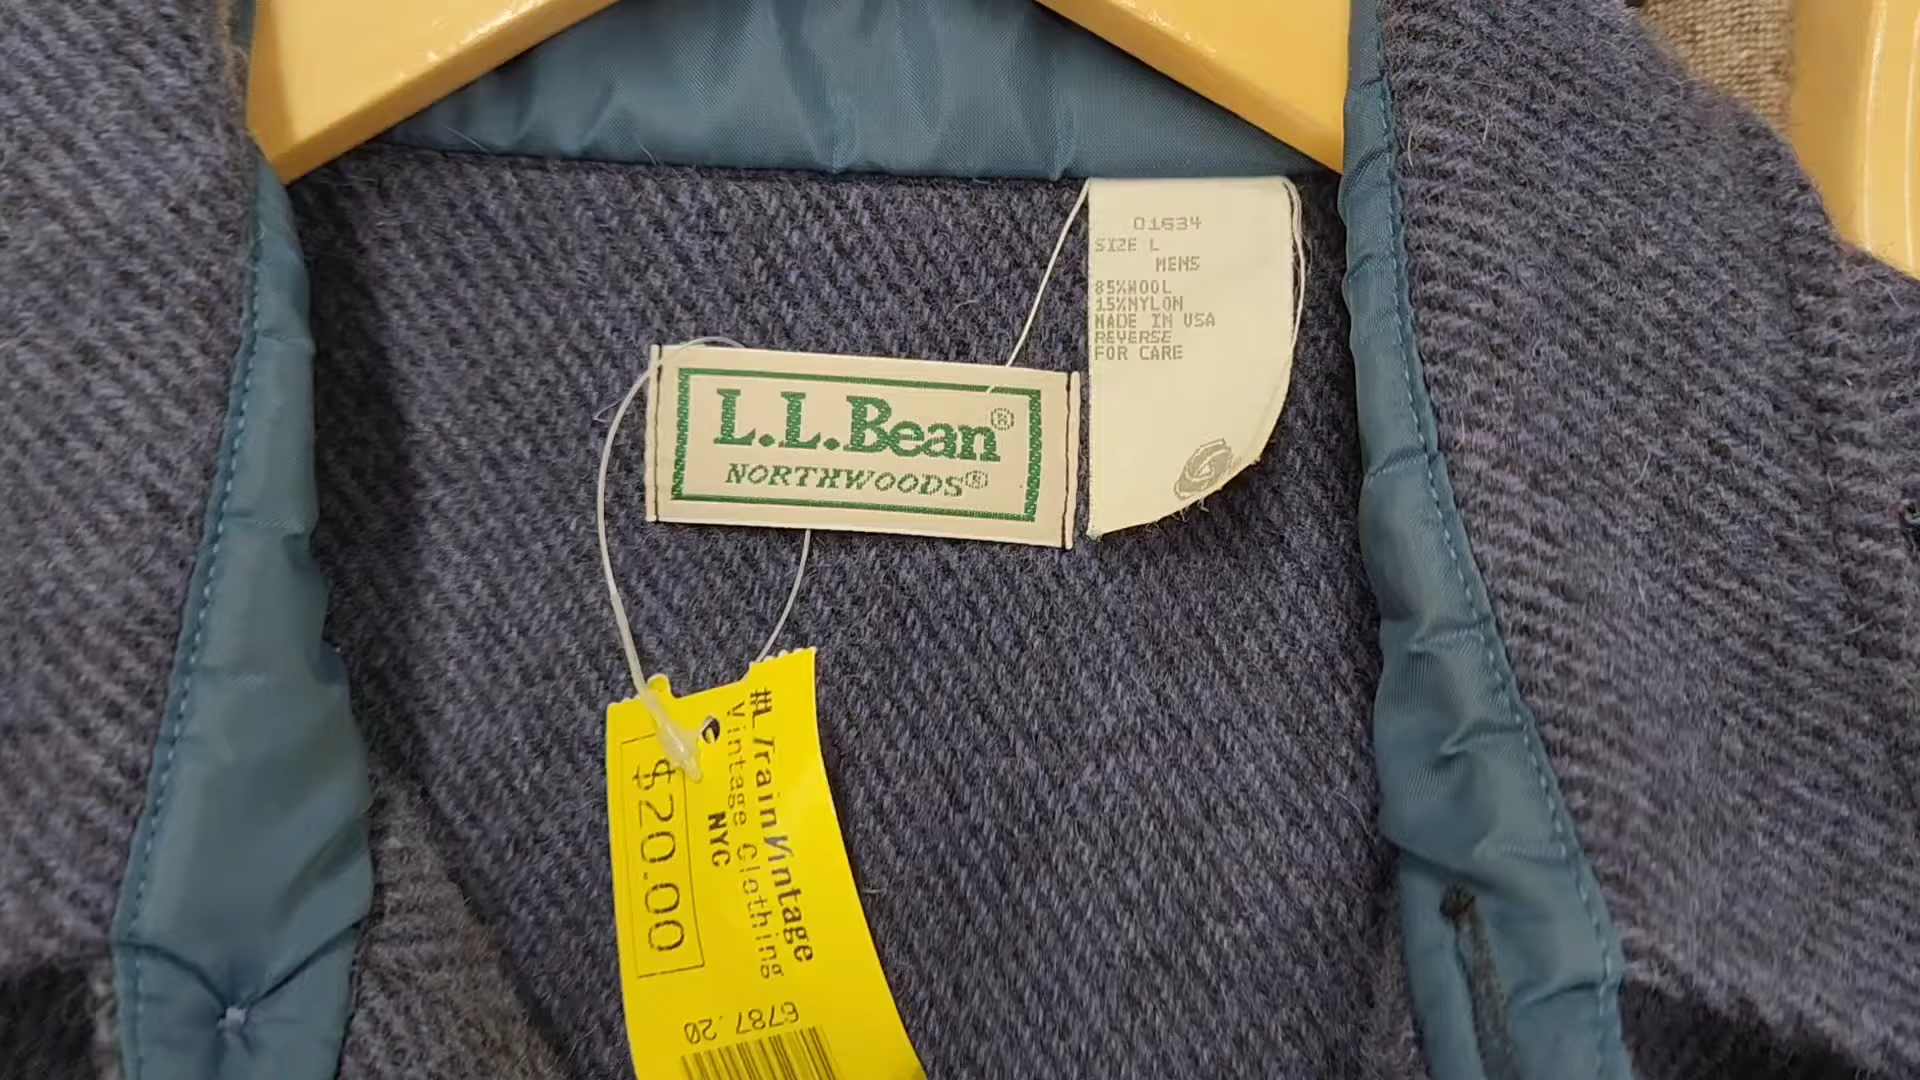 01634
SIZE L
MENS
85%WOOL
15%NYLON
MADE IN USA
REVERSE
FOR CARE
L.L.Bean®
NORTHWOODS®
#LTrainVintage
Vintage Clothing
NYC
$20.00
6787.20